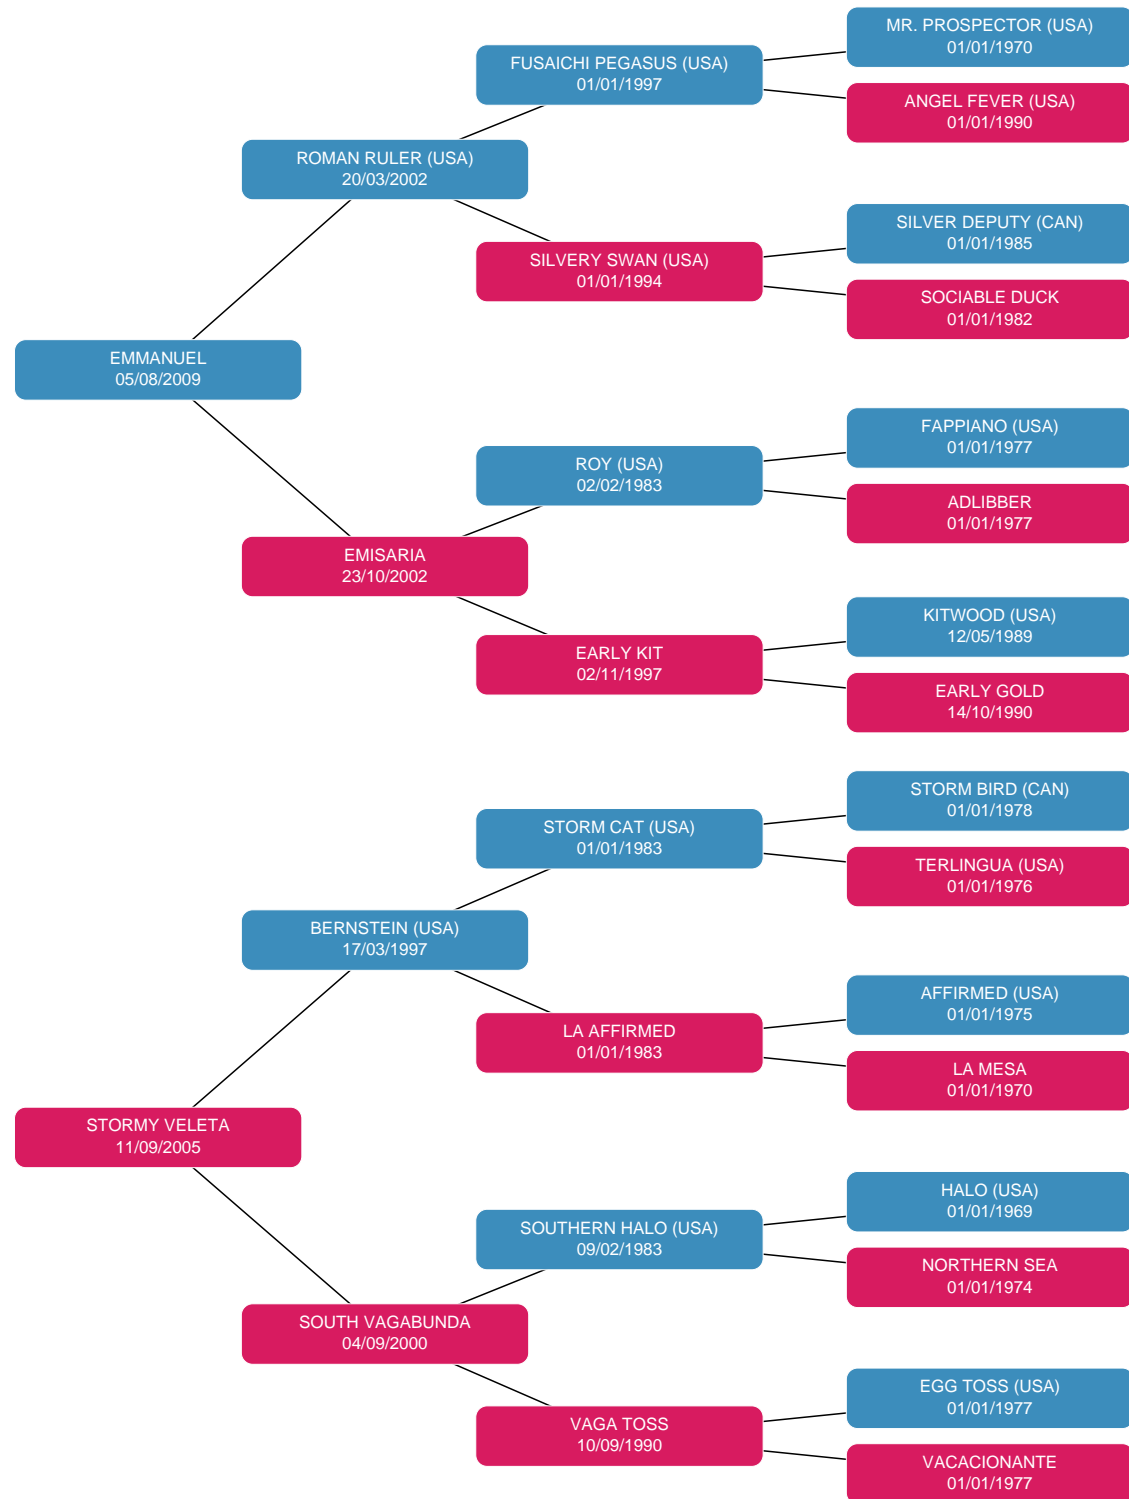 MR. PROSPECTOR (USA)
01/01/1970
FUSAICHI PEGASUS (USA)
01/01/1997
ANGEL FEVER (USA)
01/01/1990
ROMAN RULER (USA)
20/03/2002
SILVER DEPUTY (CAN)
01/01/1985
SILVERY SWAN (USA)
01/01/1994
SOCIABLE DUCK
01/01/1982
EMMANUEL
05/08/2009
FAPPIANO (USA)
01/01/1977
ROY (USA)
02/02/1983
ADLIBBER
01/01/1977
EMISARIA
23/10/2002
KITWOOD (USA)
12/05/1989
EARLY KIT
02/11/1997
EARLY GOLD
14/10/1990
STORM BIRD (CAN)
01/01/1978
STORM CAT (USA)
01/01/1983
TERLINGUA (USA)
01/01/1976
BERNSTEIN (USA)
17/03/1997
AFFIRMED (USA)
01/01/1975
LA AFFIRMED
01/01/1983
LA MESA
01/01/1970
STORMY VELETA
11/09/2005
HALO (USA)
01/01/1969
SOUTHERN HALO (USA)
09/02/1983
NORTHERN SEA
01/01/1974
SOUTH VAGABUNDA
04/09/2000
EGG TOSS (USA)
01/01/1977
VAGA TOSS
10/09/1990
VACACIONANTE
01/01/1977